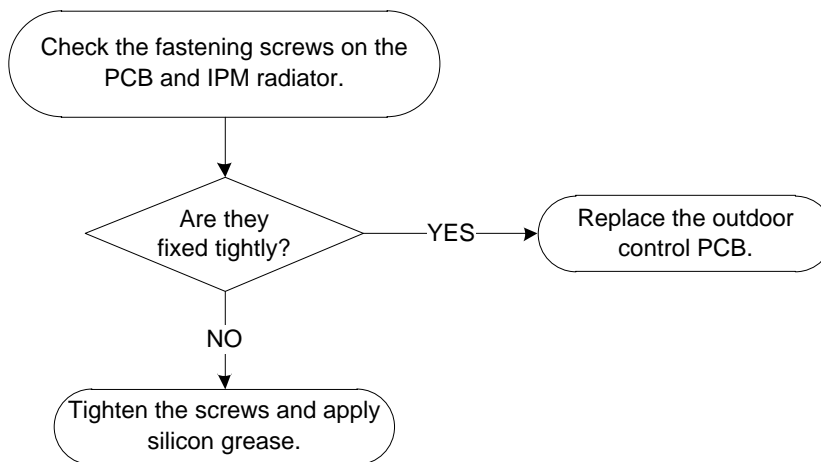 Check the fastening screws on the
PCB and IPM radiator.
Are they
fixed tightly?
YES
Replace the outdoor
control PCB.
NO
Tighten the screws and apply
silicon grease.